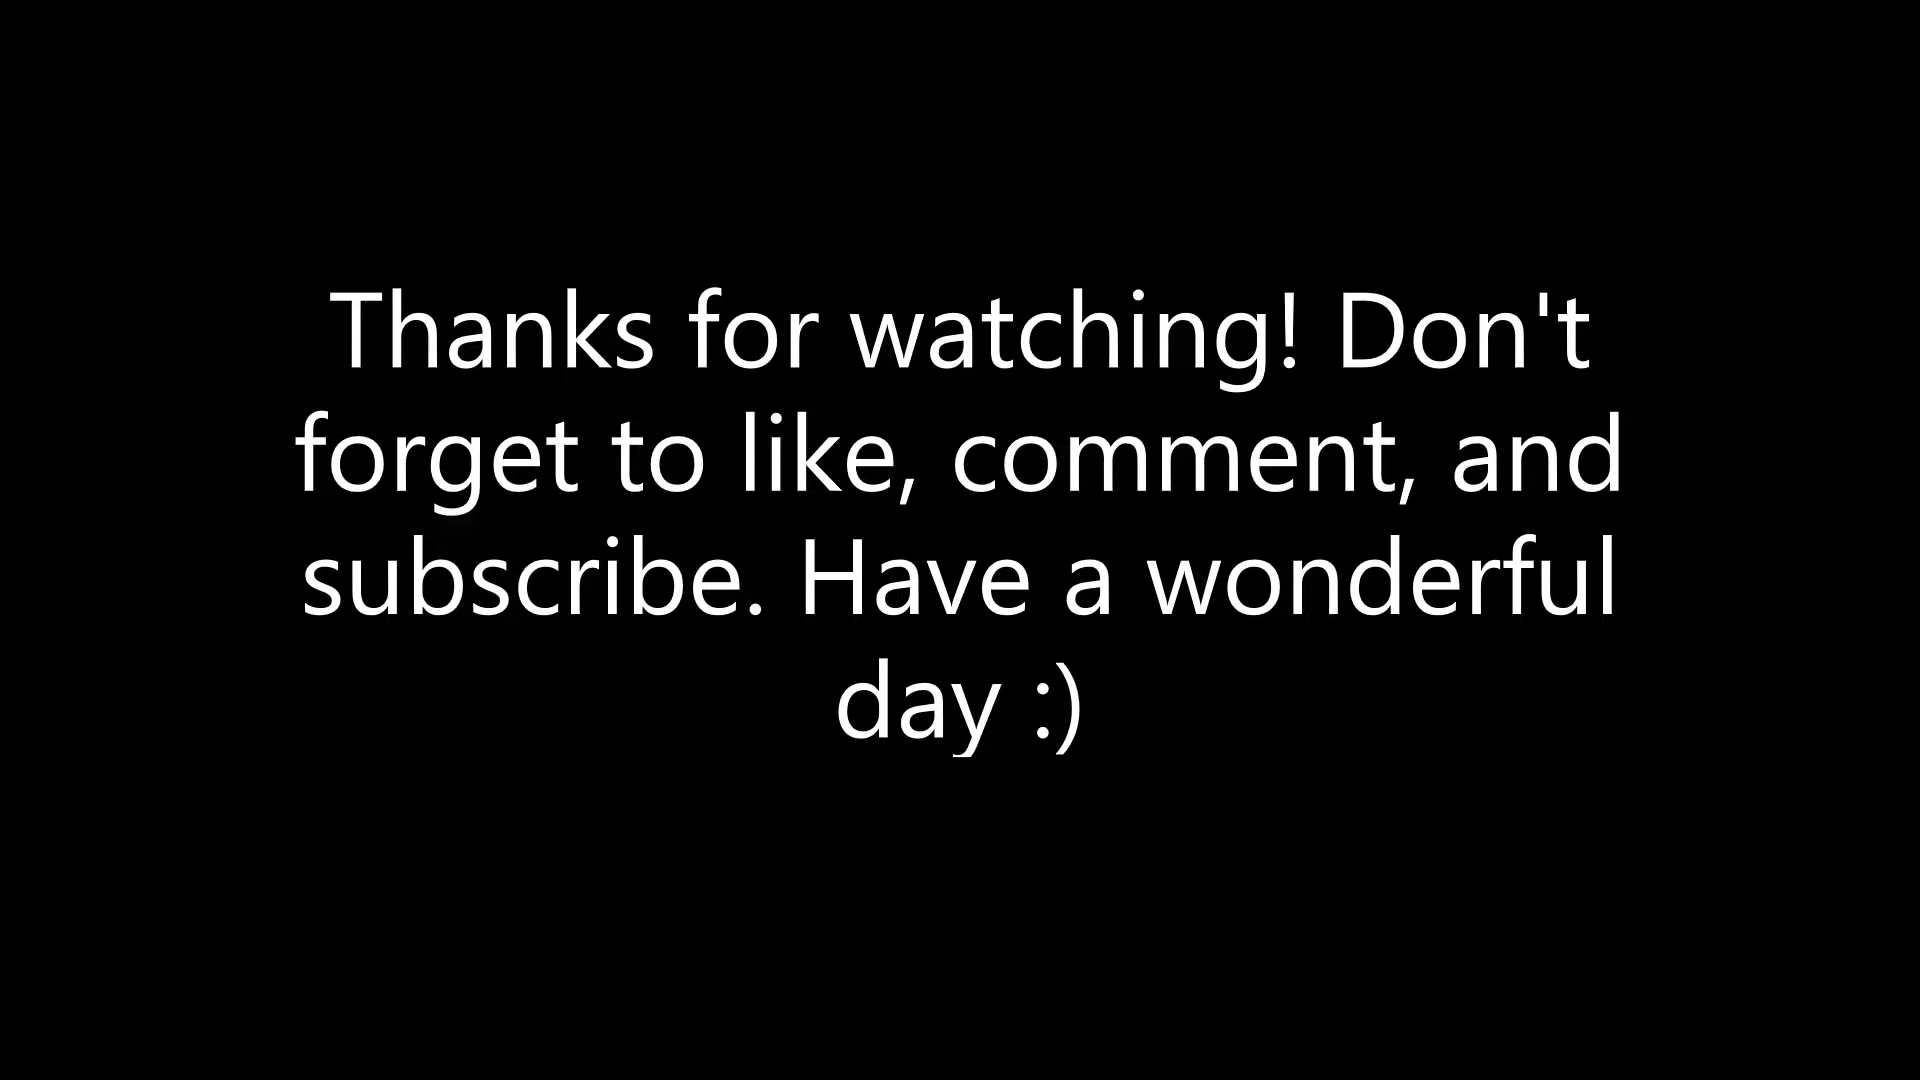 Thanks for watching! Don't
forget to like, comment, and
subscribe. Have a wonderful
day :)